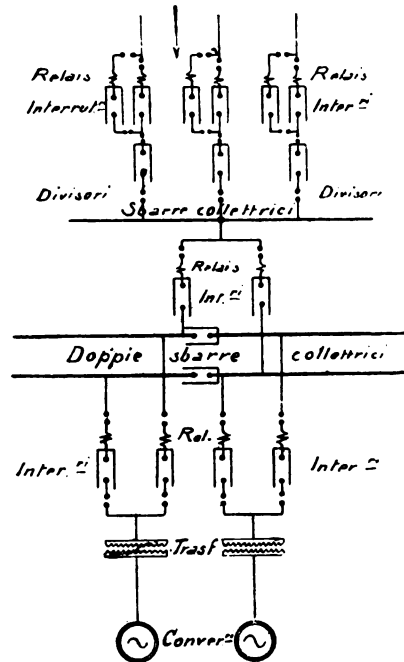 Relais Relais
Interrut.ri Inter.ri
Divisori Divisori
Sbarre collettrici
Relais
Int.ri
Doppie sbarre collettrici
Rel.
Inter.ri Inter.ri
Trasf
Conver.ri